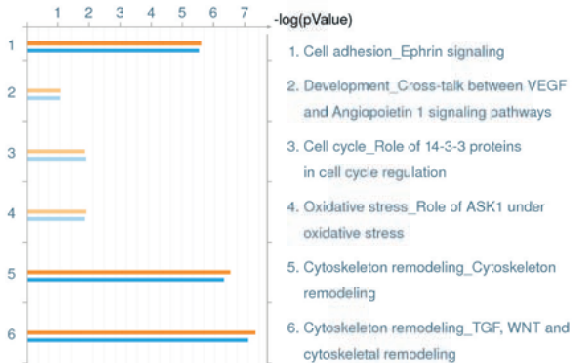 0 1 2 3 4 5 6 7 -log(pValue)
1
2
3
4
5
6
1. Cell adhesion_Ephrin signaling
2. Development_Cross-talk between VEGF
and Angiopoietin 1 signaling pathways
3. Cell cycle_Role of 14-3-3 proteins
in cell cycle regulation
4. Oxidative stress_Role of ASK1 under
oxidative stress
5. Cytoskeleton remodeling_Cytoskeleton
remodeling
6. Cytoskeleton remodeling_TGF, WNT and
cytoskeletal remodeling